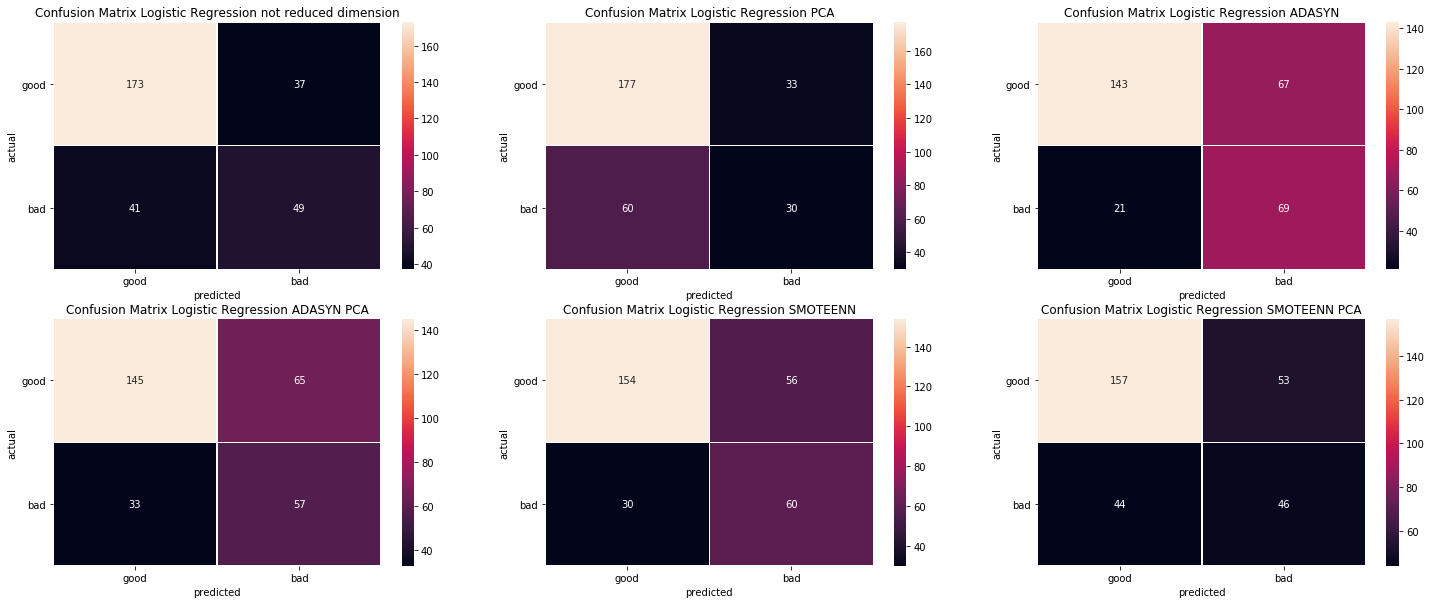 Confusion Matrix Logistic Regression not reduced dimension
actual
good
bad
173
37
41
49
good
bad
predicted
160
140
120
100
80
60
40
Confusion Matrix Logistic Regression PCA
actual
good
bad
177
33
60
30
good
bad
predicted
160
140
120
100
80
60
40
Confusion Matrix Logistic Regression ADASYN
actual
good
bad
143
67
21
69
good
bad
predicted
140
120
100
80
60
40
Confusion Matrix Logistic Regression ADASYN PCA
actual
good
bad
145
65
33
57
good
bad
predicted
140
120
100
80
60
40
Confusion Matrix Logistic Regression SMOTEENN
actual
good
bad
154
56
30
60
good
bad
predicted
140
120
100
80
60
40
Confusion Matrix Logistic Regression SMOTEENN PCA
actual
good
bad
157
53
44
46
good
bad
predicted
140
120
100
80
60